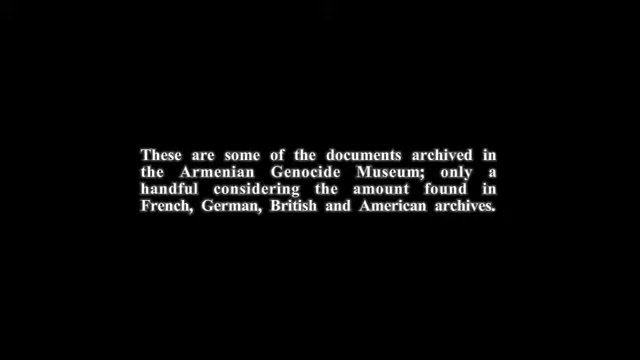 These are some of the documents archived in
the Armenian Genocide Museum; only a
handful considering the amount found in
French, German, British and American archives.